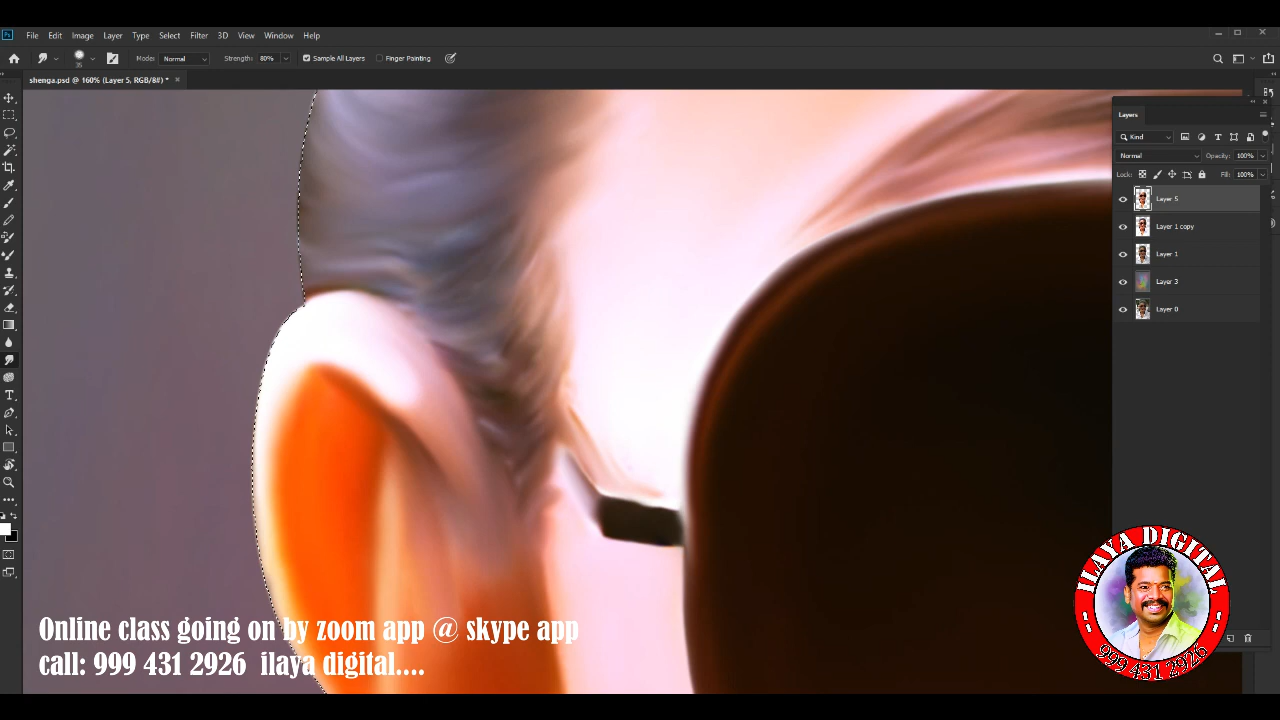 File Edit Image Layer Type Select Filter 3D View Window Help
Mode: Normal Strength: 80% Sample All Layers Finger Painting
shenga.psd @ 160% (Layer 5, RGB/8#) *
Layers
Kind
Normal Opacity: 100%
Lock: Fill: 100%
Layer 5
Layer 1 copy
Layer 1
Layer 3
Layer 0
ILAYA DIGITAL
999 431 2926
Online class going on by zoom app @ skype app
call: 999 431 2926 ilaya digital....